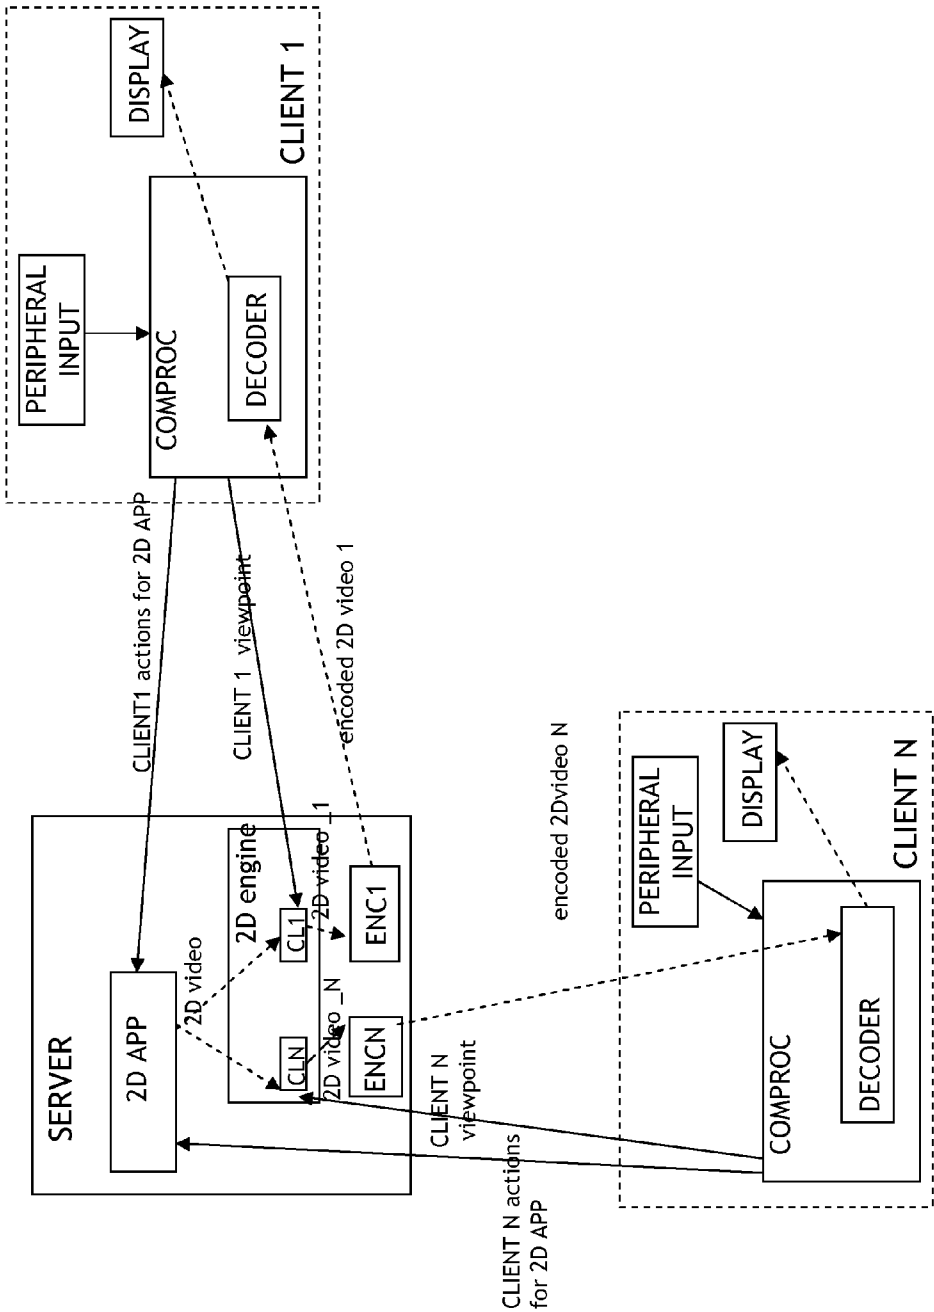 SERVER
2D APP
2D video
2D engine
CLN
CL1
2D video _N
2D video _1
ENCN
ENC1
CLIENT1 actions for 2D APP
CLIENT 1 viewpoint
encoded 2D video 1
PERIPHERAL
INPUT
DISPLAY
COMPROC
DECODER
CLIENT 1
CLIENT N
viewpoint
CLIENT N actions
for 2D APP
encoded 2Dvideo N
PERIPHERAL
INPUT
DISPLAY
COMPROC
DECODER
CLIENT N